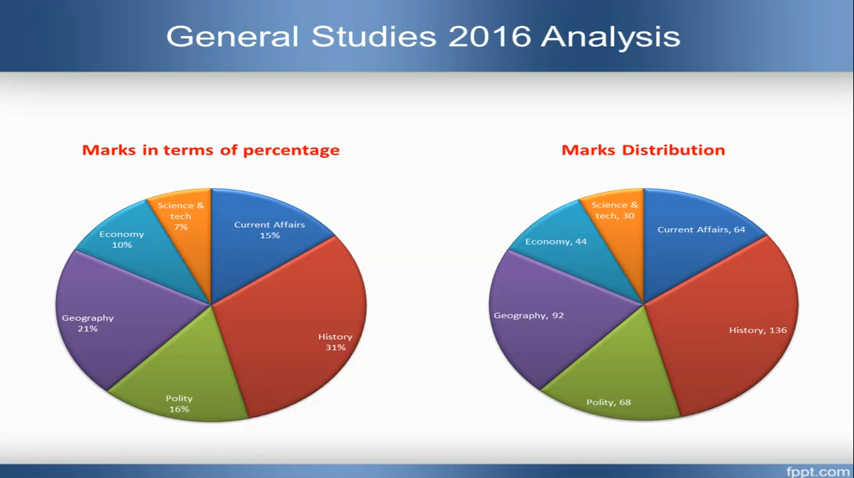 General Studies 2016 Analysis
Marks in terms of percentage
Science &
tech
7%
Current Affairs
15%
Economy
10%
Geography
21%
History
31%
Polity
16%
Marks Distribution
Science &
tech, 30
Current Affairs, 64
Economy, 44
Geography, 92
History, 136
Polity, 68
fppt.com